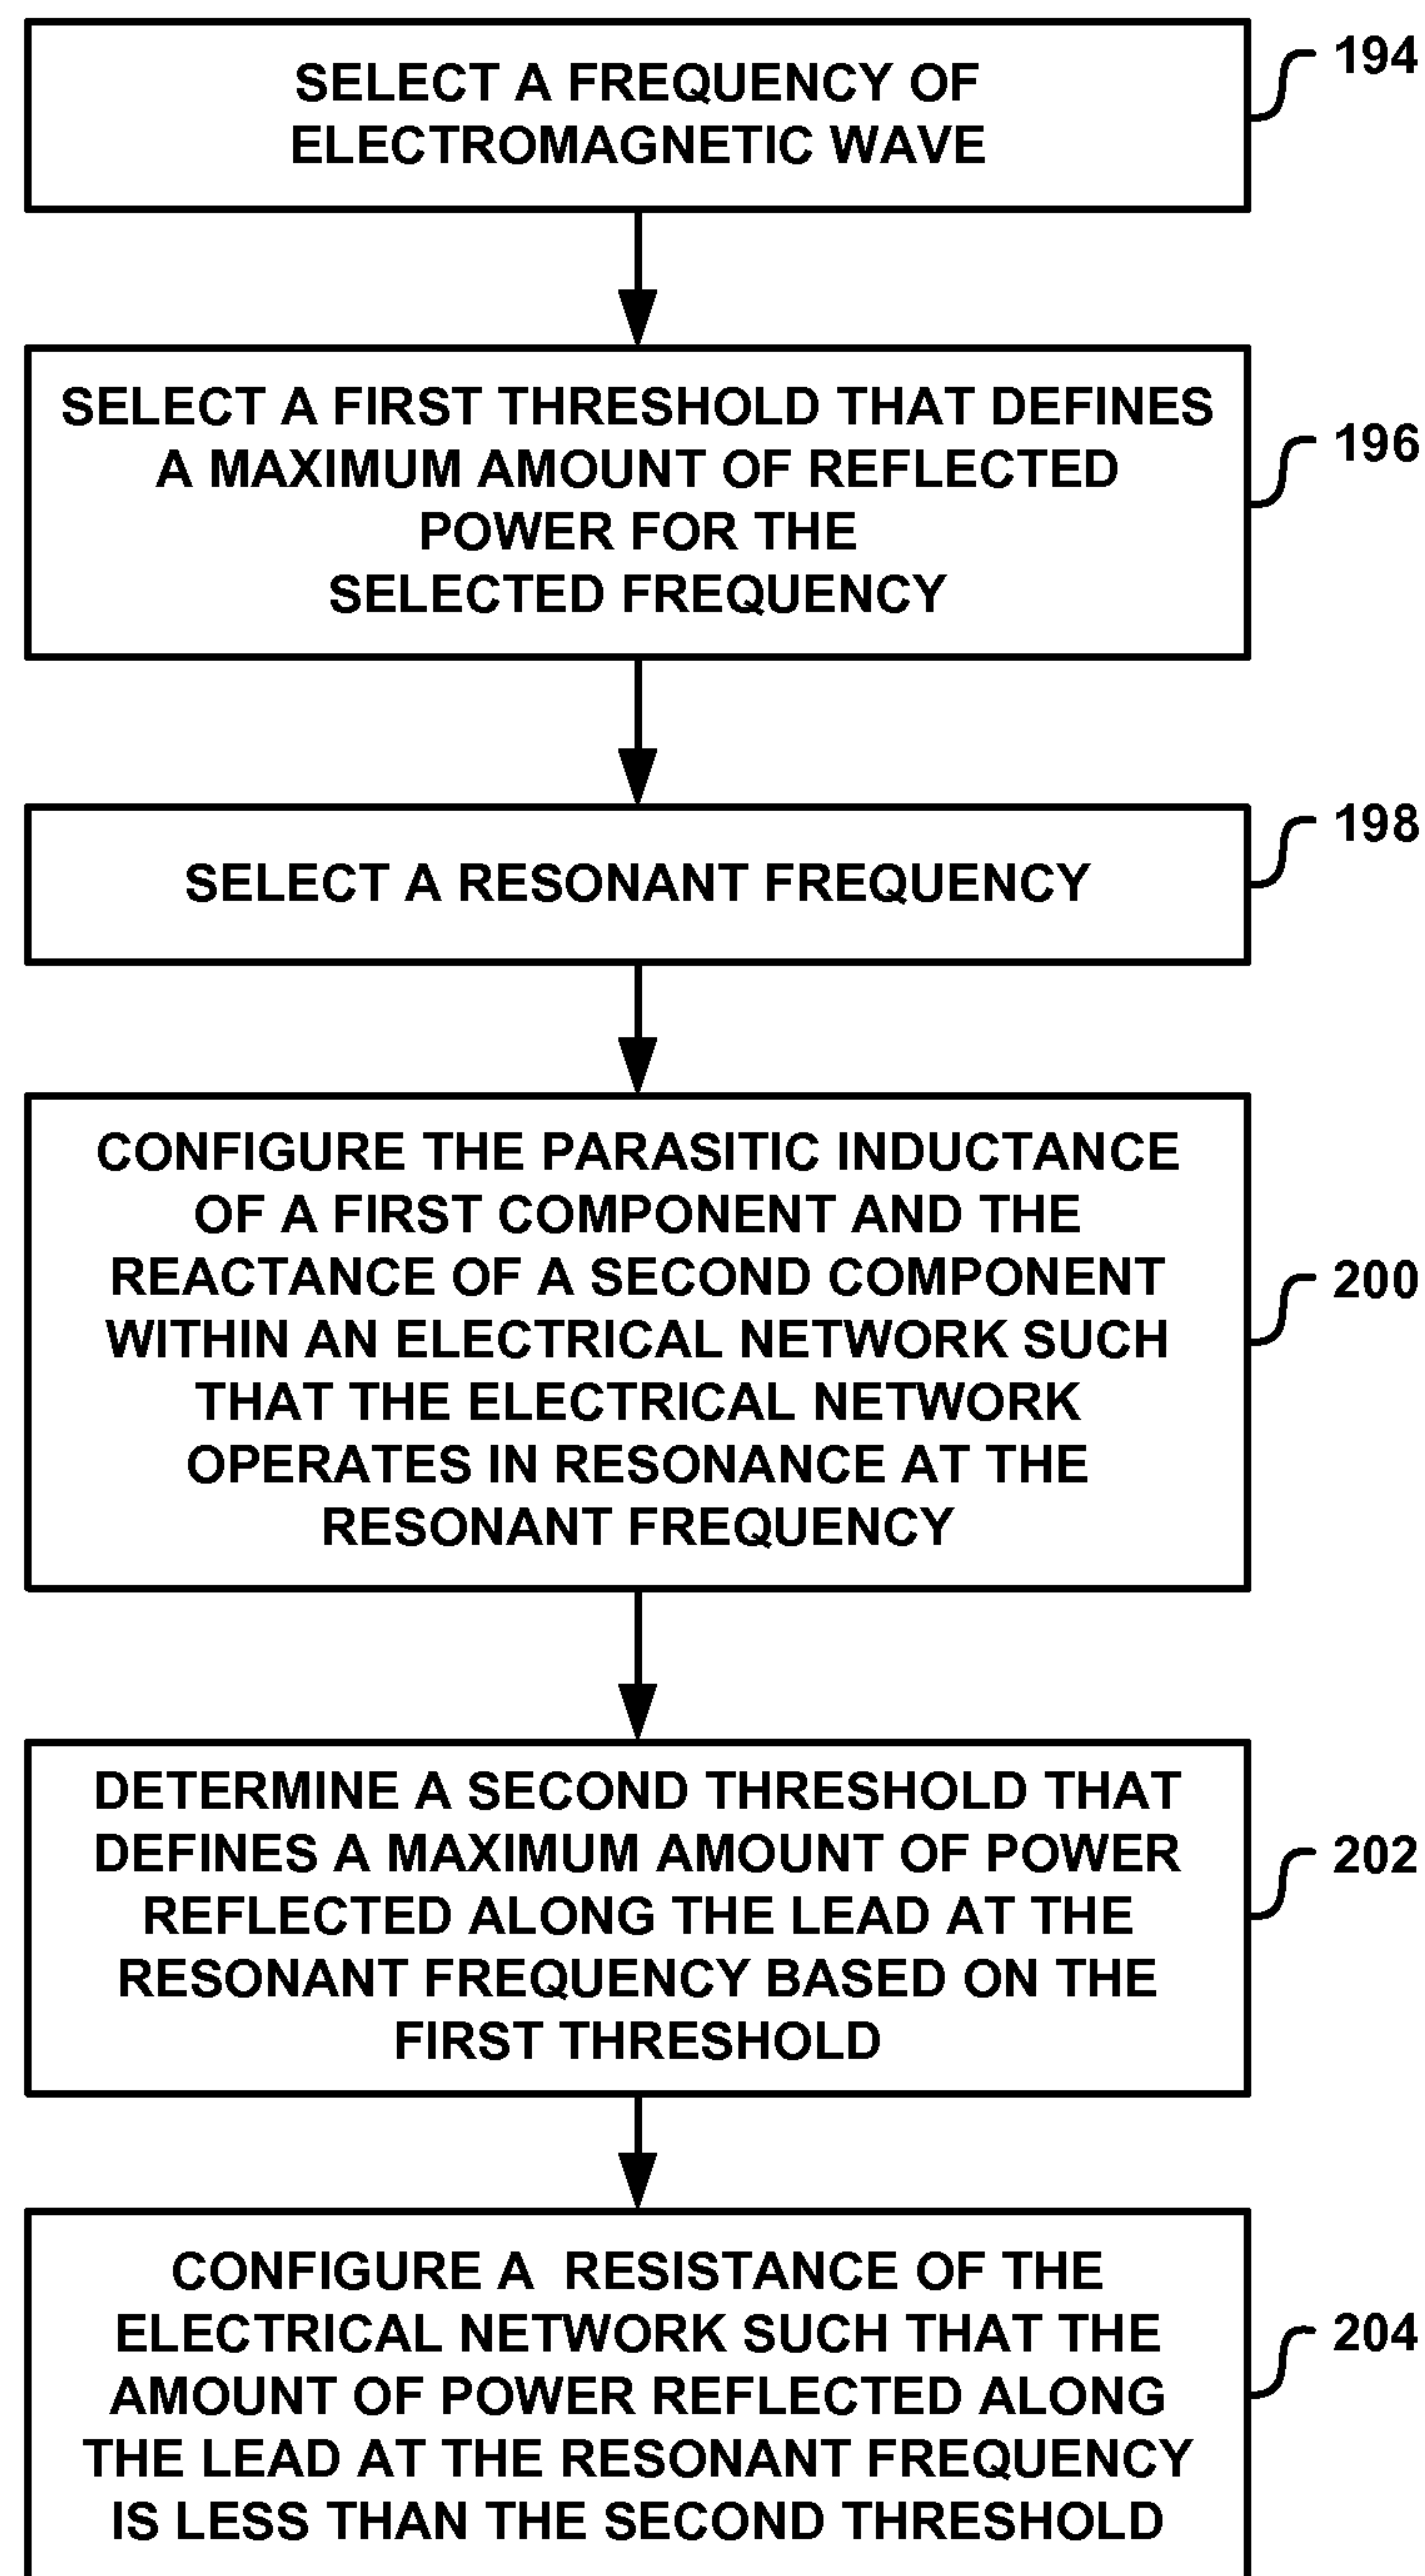 SELECT A FREQUENCY OF
ELECTROMAGNETIC WAVE
194
SELECT A FIRST THRESHOLD THAT DEFINES
A MAXIMUM AMOUNT OF REFLECTED
POWER FOR THE
SELECTED FREQUENCY
196
SELECT A RESONANT FREQUENCY
198
CONFIGURE THE PARASITIC INDUCTANCE
OF A FIRST COMPONENT AND THE
REACTANCE OF A SECOND COMPONENT
WITHIN AN ELECTRICAL NETWORK SUCH
THAT THE ELECTRICAL NETWORK
OPERATES IN RESONANCE AT THE
RESONANT FREQUENCY
200
DETERMINE A SECOND THRESHOLD THAT
DEFINES A MAXIMUM AMOUNT OF POWER
REFLECTED ALONG THE LEAD AT THE
RESONANT FREQUENCY BASED ON THE
FIRST THRESHOLD
202
CONFIGURE A RESISTANCE OF THE
ELECTRICAL NETWORK SUCH THAT THE
AMOUNT OF POWER REFLECTED ALONG
THE LEAD AT THE RESONANT FREQUENCY
IS LESS THAN THE SECOND THRESHOLD
204